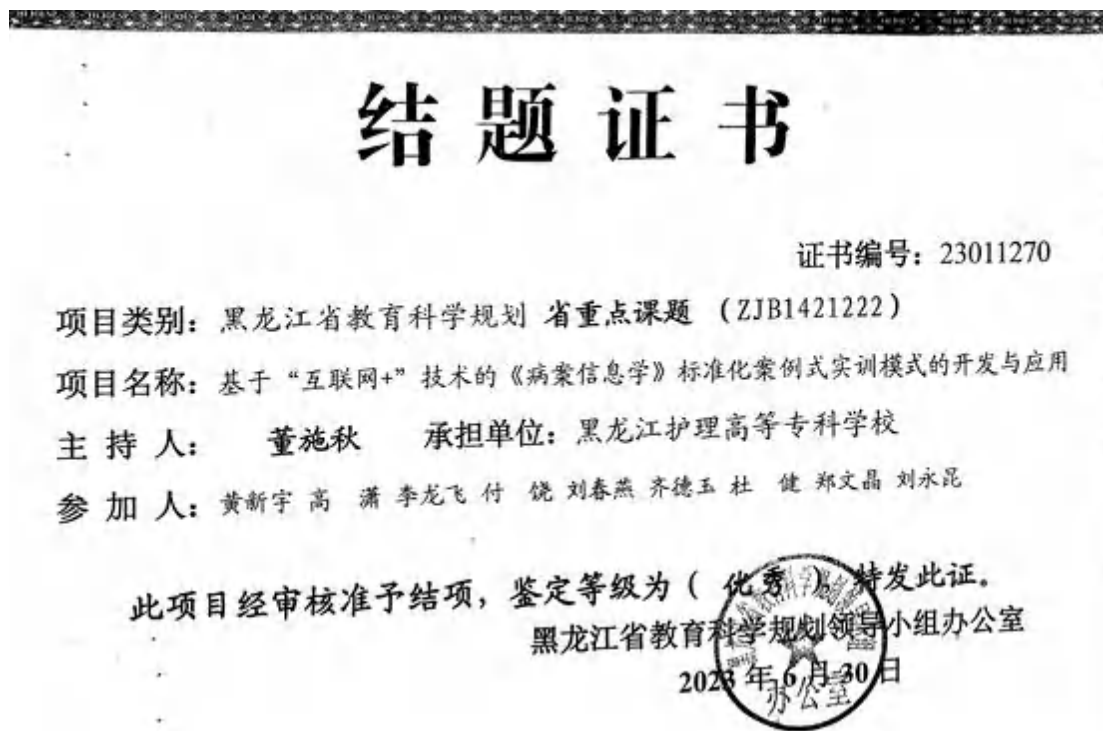 结题证书
证书编号：23011270
项目类别：黑龙江省教育科学规划 省重点课题 （ZJB1421222）
项目名称：基于“互联网+”技术的《病案信息学》标准化案例式实训模式的开发与应用
主 持 人： 董施秋 承担单位：黑龙江护理高等专科学校
参 加 人：黄新宇 高 潇 李龙飞 付 饶 刘春燕 齐德玉 杜 健 郑文晶 刘永昆
此项目经审核准予结项，鉴定等级为（ 优秀 ）特发此证。
黑龙江省教育科学规划领导小组办公室
2023 年 6 月 30 日
办公室